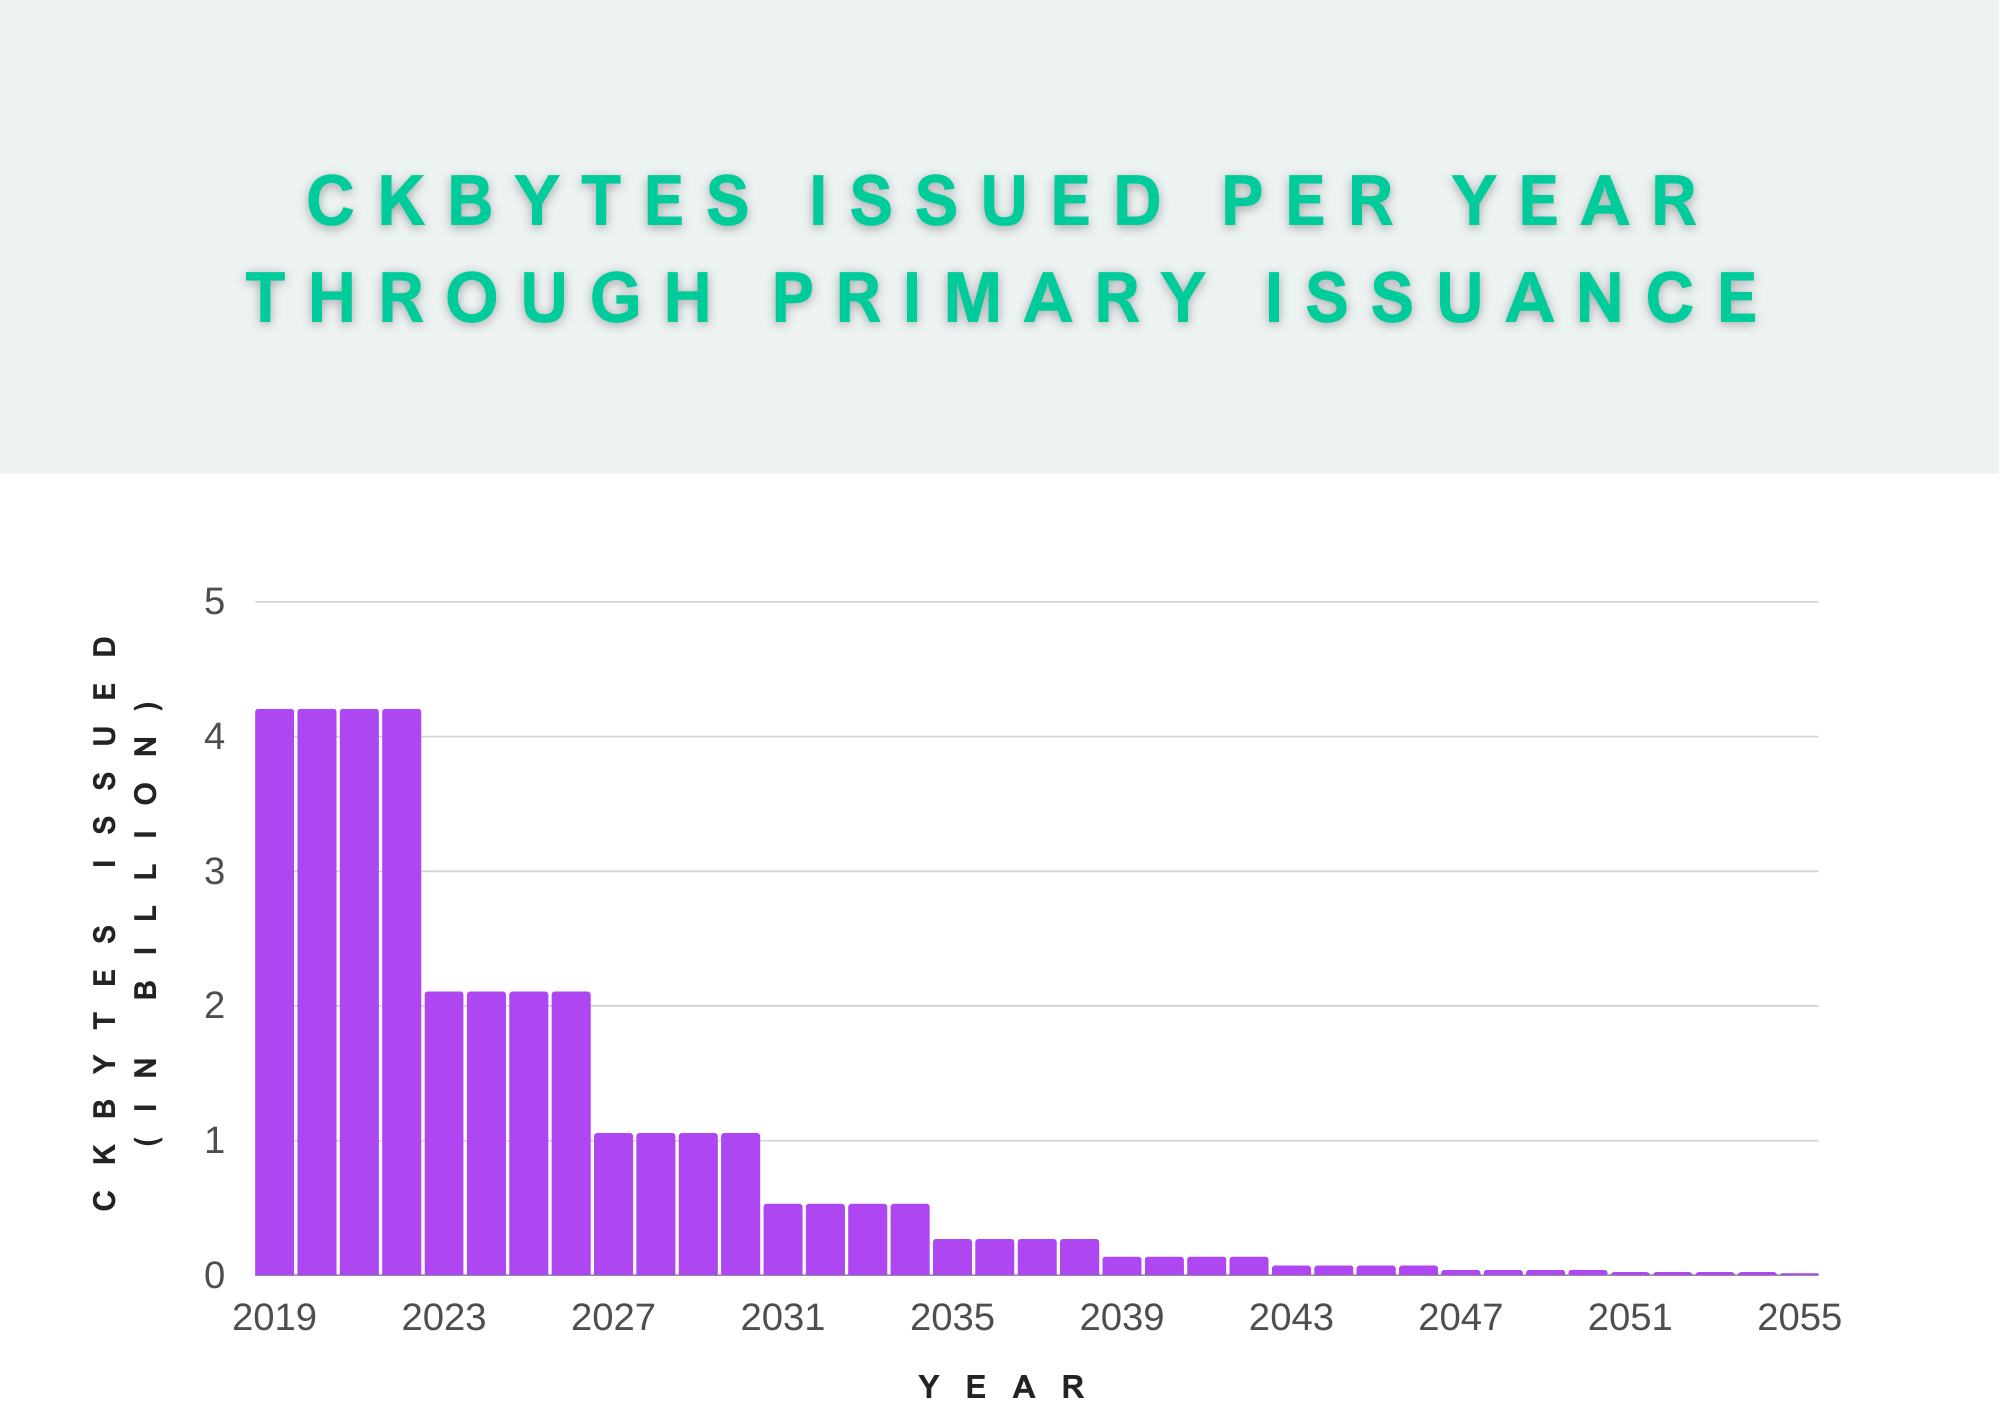 CKBYTES ISSUED PER YEAR
THROUGH PRIMARY ISSUANCE
CKBYTES ISSUED
(IN BILLION)
5
4
3
2
1
0
2019 2023 2027 2031 2035 2039 2043 2047 2051 2055
YEAR